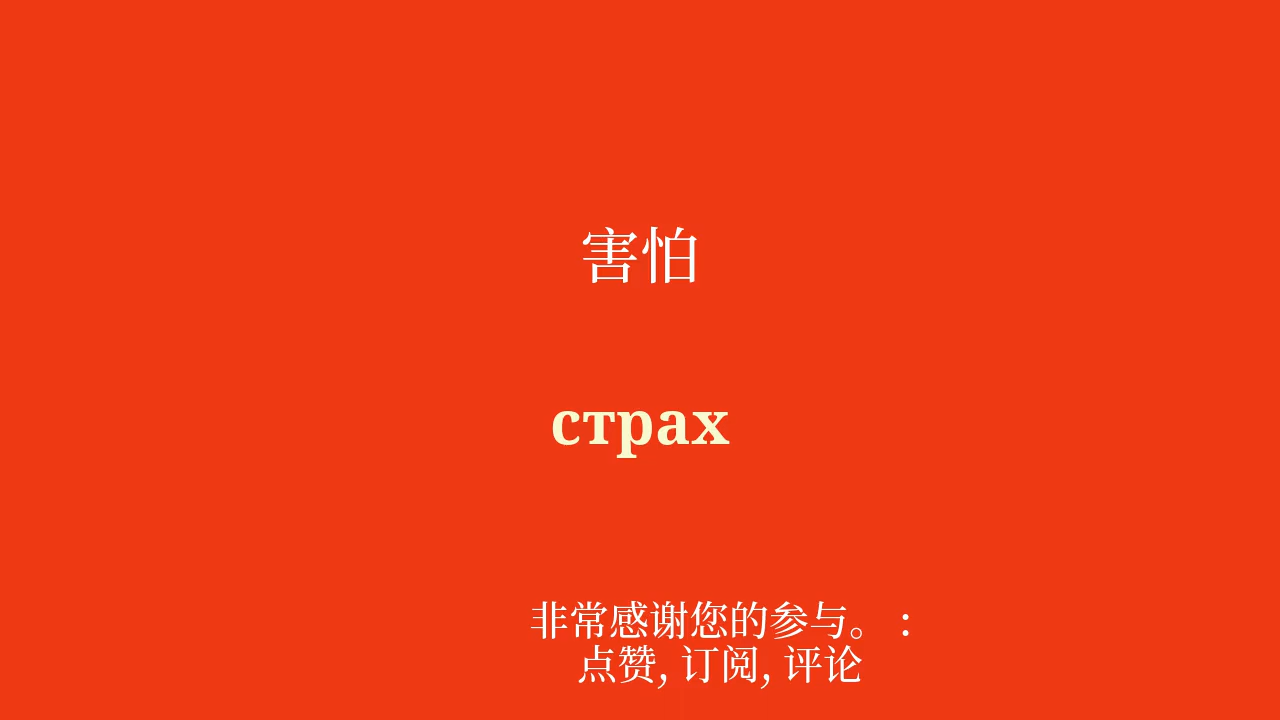 害怕
страх
非常感谢您的参与。 :
点赞, 订阅, 评论